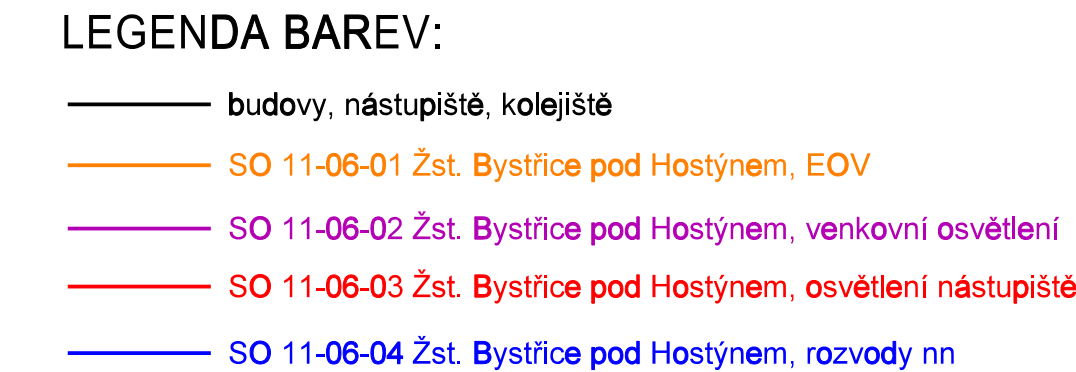 LEGENDA BAREV:
budovy, nástupiště, kolejiště
SO 11-06-01 Žst. Bystřice pod Hostýnem, EOV
SO 11-06-02 Žst. Bystřice pod Hostýnem, venkovní osvětlení
SO 11-06-03 Žst. Bystřice pod Hostýnem, osvětlení nástupiště
SO 11-06-04 Žst. Bystřice pod Hostýnem, rozvody nn